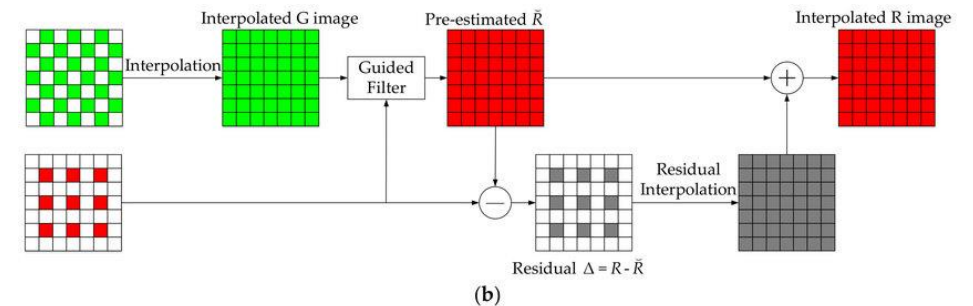 Interpolated G image
Pre-estimated R̆
Interpolated R image
Interpolation
Guided
Filter
+
Residual
Interpolation
−
Residual Δ = R - R̆
(b)